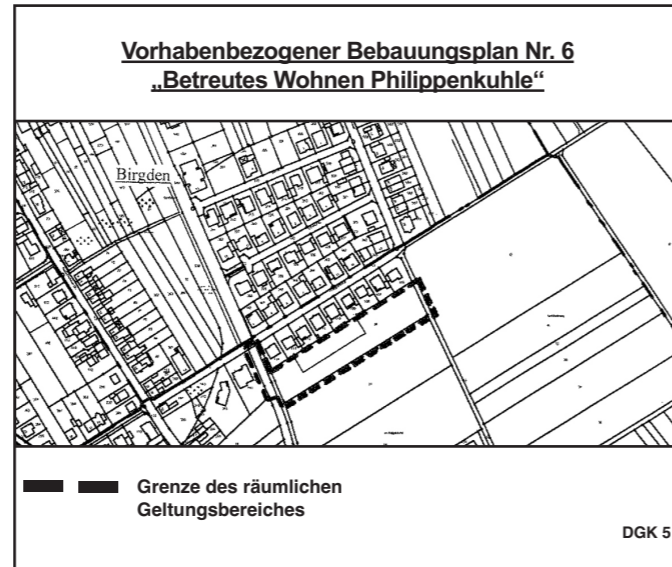 Vorhabenbezogener Bebauungsplan Nr. 6
„Betreutes Wohnen Philippenkuhle“
Birgden
Grenze des räumlichen
Geltungsbereiches
DGK 5